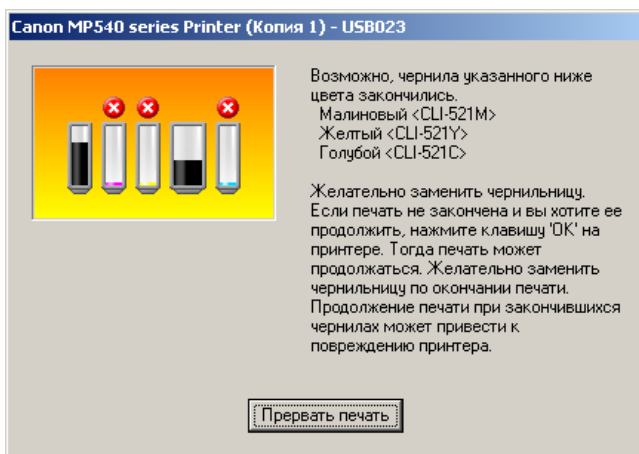 Canon MP540 series Printer (Копия 1) - USB023
Возможно, чернила указанного ниже
цвета закончились.
Малиновый <CLI-521M>
Желтый <CLI-521Y>
Голубой <CLI-521C>
Желательно заменить чернильницу.
Если печать не закончена и вы хотите ее
продолжить, нажмите клавишу 'ОК' на
принтере. Тогда печать может
продолжаться. Желательно заменить
чернильницу по окончании печати.
Продолжение печати при закончившихся
чернилах может привести к
повреждению принтера.
Прервать печать